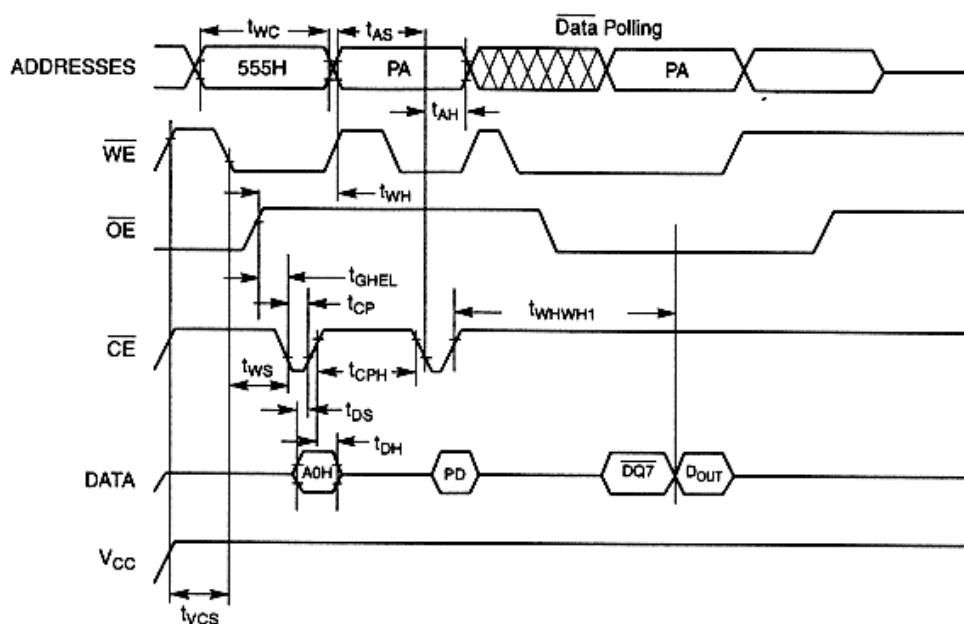 tWC tAS Data Polling
ADDRESSES 555H PA PA
tAH
WE
tWH
OE
tGHEL
tCP
tWHWH1
CE
tWS tCPH
tDS
tDH
DATA A0H PD DQ7 DOUT
VCC
tVCS